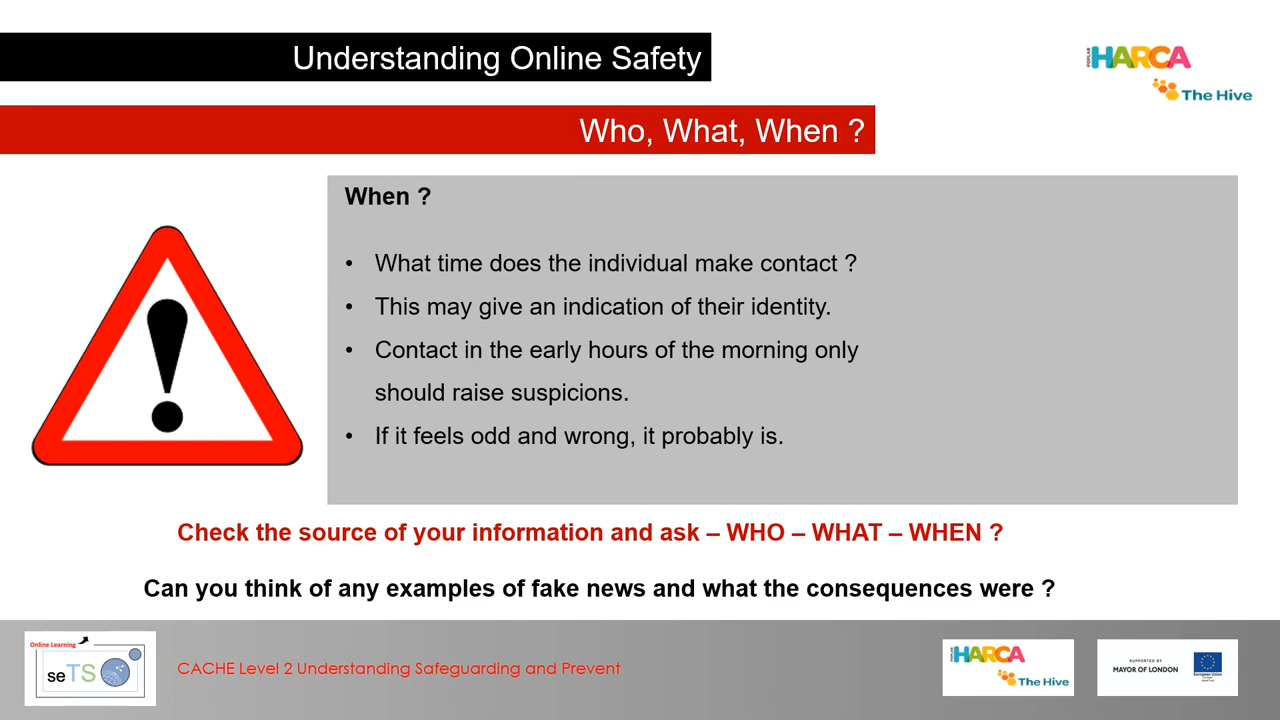 Understanding Online Safety
POPLAR HARCA
The Hive
Who, What, When ?
When ?
• What time does the individual make contact ?
• This may give an indication of their identity.
• Contact in the early hours of the morning only
should raise suspicions.
• If it feels odd and wrong, it probably is.
Check the source of your information and ask – WHO – WHAT – WHEN ?
Can you think of any examples of fake news and what the consequences were ?
Online Learning
seTS
CACHE Level 2 Understanding Safeguarding and Prevent
POPLAR HARCA
The Hive
SUPPORTED BY
MAYOR OF LONDON
European Union